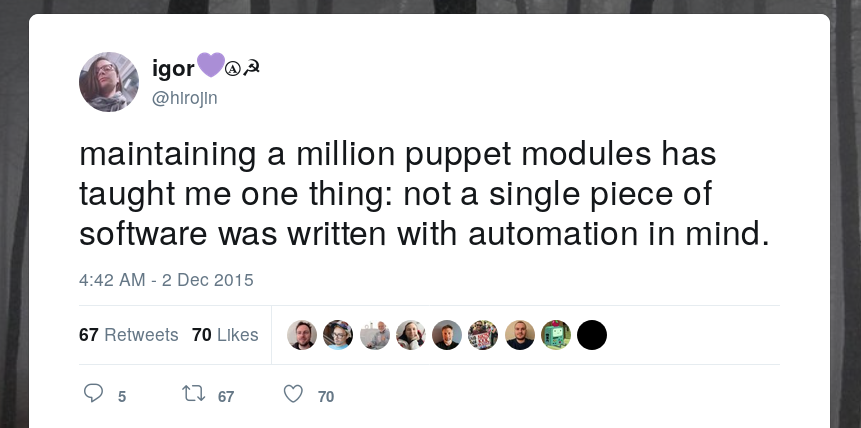 igor💜Ⓐ☭
@hirojin
maintaining a million puppet modules has
taught me one thing: not a single piece of
software was written with automation in mind.
4:42 AM - 2 Dec 2015
67 Retweets 70 Likes
5 67 70